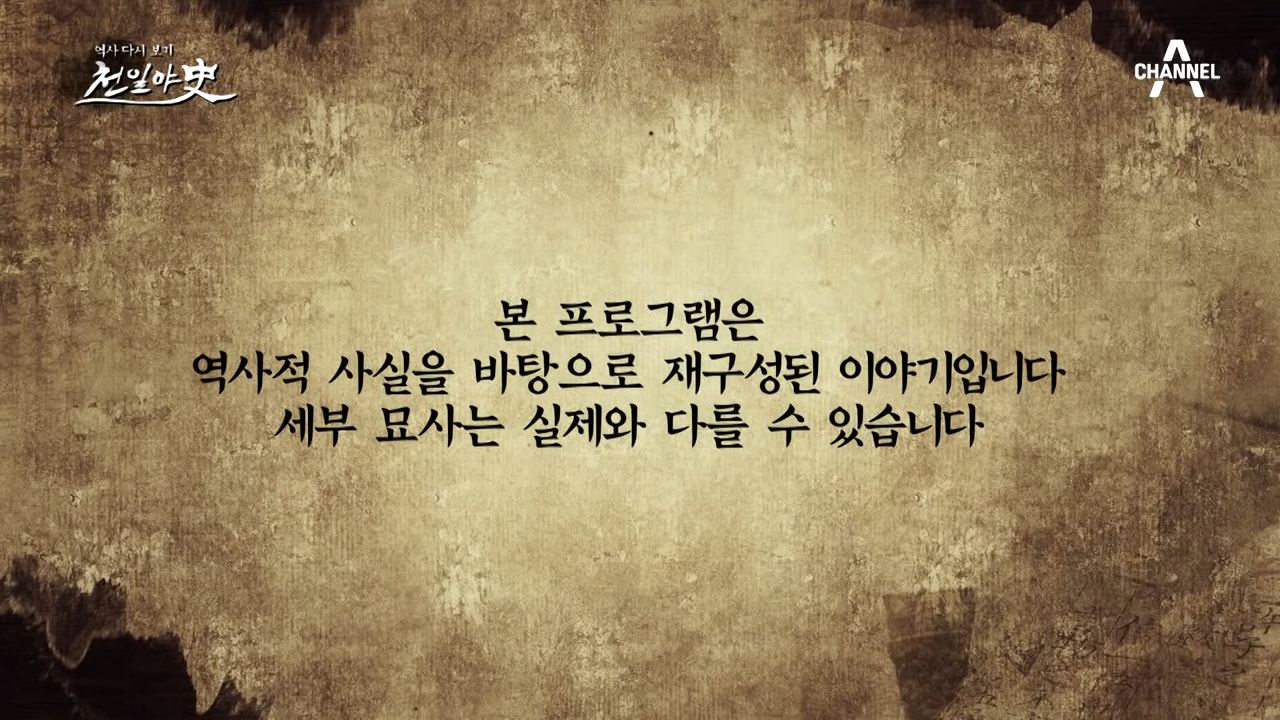 역사 다시 보기
천일야史
CHANNEL A
본 프로그램은
역사적 사실을 바탕으로 재구성된 이야기입니다
세부 묘사는 실제와 다를 수 있습니다